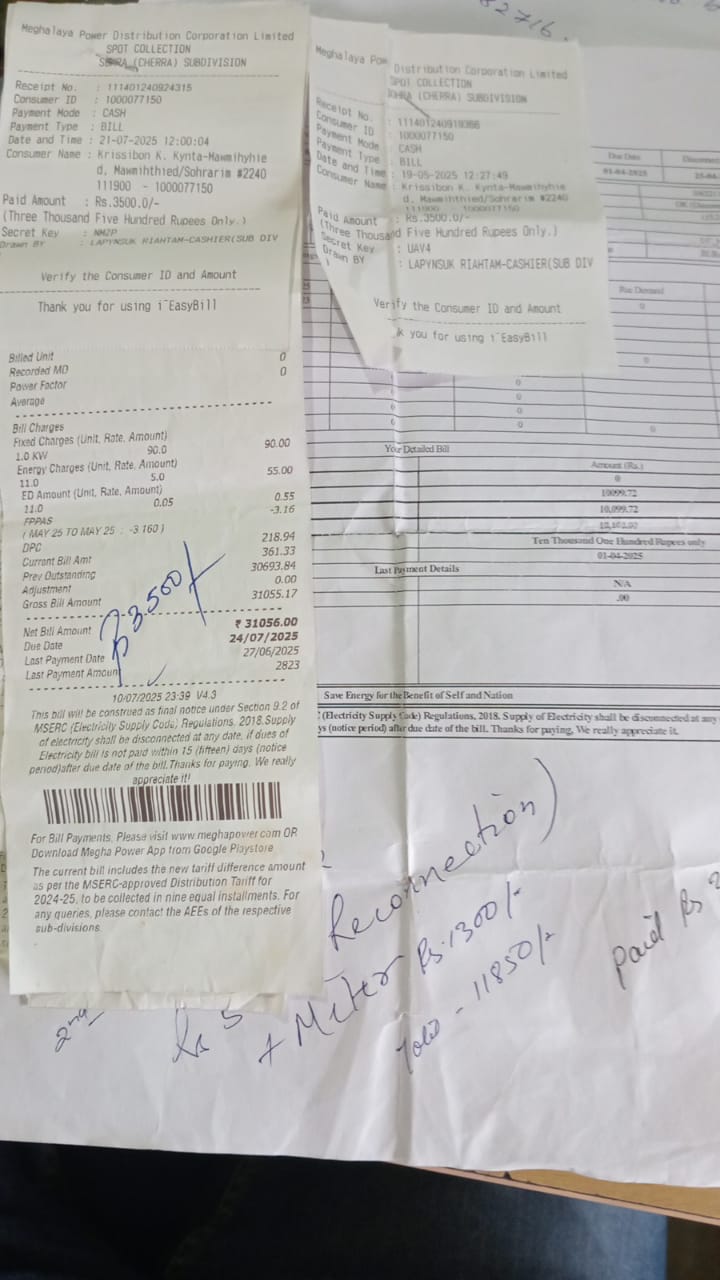 82716.
Meghalaya Power Distribution Corporation Limited
SPOT COLLECTION
(CHERRA) SUBDIVISION
Receipt No. : 111401240924315
Consumer ID : 1000077150
Payment Mode : CASH
Payment Type : BILL
Date and Time : 21-07-2025 12:00:04
Consumer Name : Krissibon K. Kynta-Mawmihyhie
d, Mawmihthied/Sohrarim #2240
111900 - 1000077150
Paid Amount : Rs.3500.0/-
(Three Thousand Five Hundred Rupees Only.)
Secret Key : NM2P
Drawn BY : LAPYNSUK RIAHTAM-CASHIER(SUB DIV
Verify the Consumer ID and Amount
Thank you for using i~EasyBill
Billed Unit 0
Recorded MD 0
Power Factor
Average
Bill Charges
Fixed Charges (Unit, Rate, Amount)
1.0 KW 90.0 90.00
Energy Charges (Unit, Rate, Amount)
11.0 5.0 55.00
ED Amount (Unit, Rate, Amount)
11.0 0.05 0.55
FPPAS -3.16
( MAY 25 TO MAY 25 : -3.160 )
DPC 218.94
Current Bill Amt 361.33
Prev Outstanding 30693.84
Adjustment 0.00
Gross Bill Amount 31055.17
3500/-
Net Bill Amount ₹ 31056.00
Due Date 24/07/2025
Last Payment Date 27/06/2025
Last Payment Amount 2823
10/07/2025 23:39 V4.3
This bill will be construed as final notice under Section 9.2 of
MSERC (Electricity Supply Code) Regulations, 2018.Supply
of electricity shall be disconnected at any date, if dues of
Electricity bill is not paid within 15 (fifteen) days (notice
period)after due date of the bill.Thanks for paying. We really
appreciate it!
For Bill Payments, Please visit www.meghapower.com OR
Download Megha Power App from Google Playstore
The current bill includes the new tariff difference amount
as per the MSERC-approved Distribution Tariff for
2024-25, to be collected in nine equal installments. For
any queries, please contact the AEEs of the respective
sub-divisions.
Meghalaya Pow Distribution Corporation Limited
SPOT COLLECTION
(CHERRA) SUBDIVISION
Receipt No.
Consumer ID : 1000077150
Payment Mode CASH
Payment Type : BILL
Date and Time : 19-05-2025 12:27:49
Consumer Name : Krissibon K. Kynta-Mawmihyhie
d, Mawmihthied/Sohrarim #2240
111900 - 1000077150
Paid Amount : Rs.3500.0/-
(Three Thousand Five Hundred Rupees Only.)
Secret Key : UAV4
Drawn BY : LAPYNSUK RIAHTAM-CASHIER(SUB DIV
Verify the Consumer ID and Amount
k you for using i~EasyBill
Due Date
01-04-2025
0
0
0
0
0
0
Your Detailed Bill
Amount (Rs.)
0
10099.72
10,099.72
Ten Thousand One Hundred Rupees only
01-04-2025
Last Payment Details
N/A
.00
Save Energy for the Benefit of Self and Nation
(Electricity Supply Code) Regulations, 2018. Supply of Electricity shall be disconnected at any
ys (notice period) after due date of the bill. Thanks for paying, We really appreciate it.
Reconnection)
2nd Rs 5
+ Meter Rs. 1300/-
- 11850/-
Paid Rs